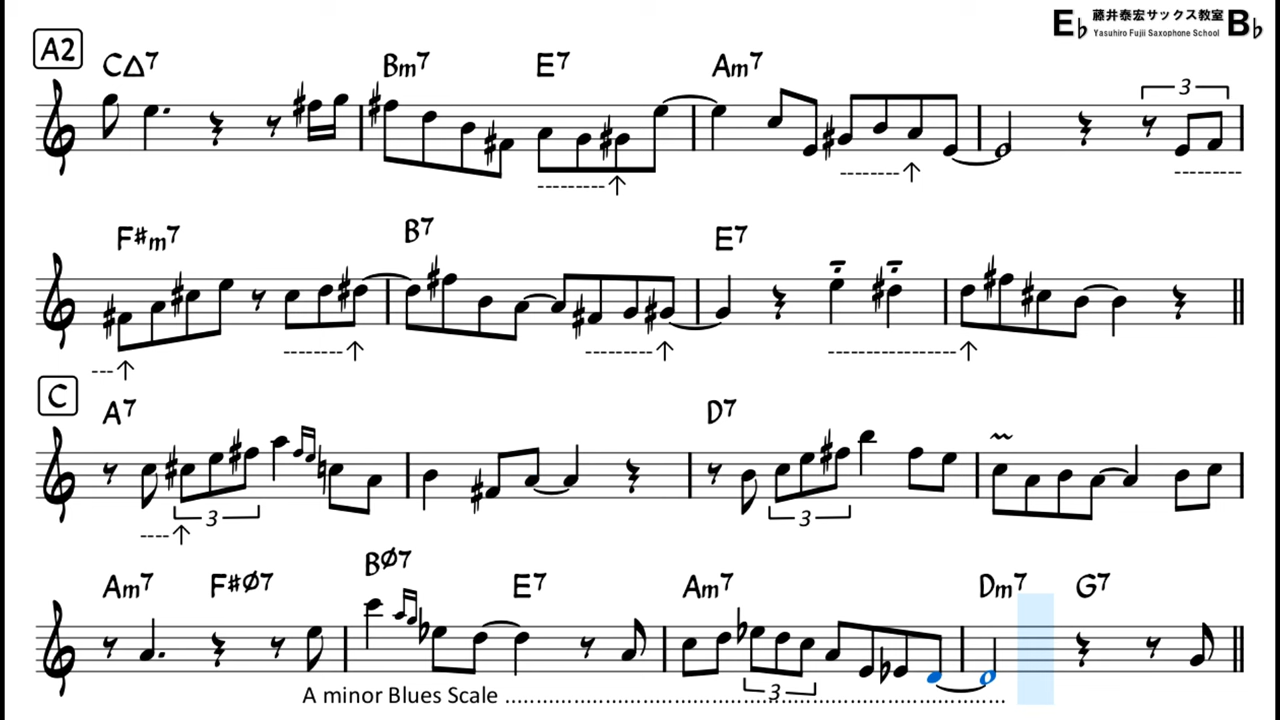 E♭ 藤井泰宏サックス教室 B♭
Yasuhiro Fujii Saxophone School
A2
C△7 Bm7 E7 Am7
3
F#m7 B7 E7
C
A7 D7
3 3
Am7 F#Ø7 BØ7 E7 Am7 Dm7 G7
3
A minor Blues Scale ....................................................................................